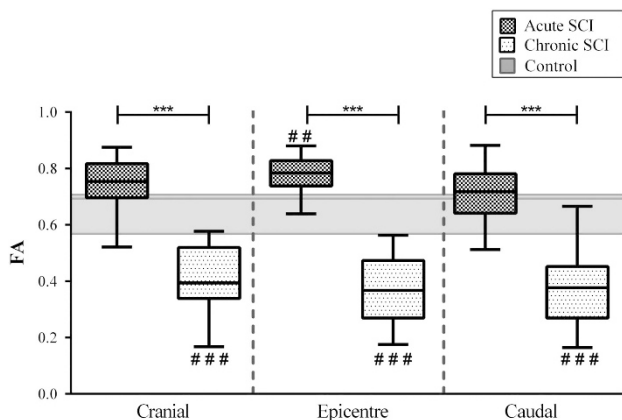 Acute SCI
Chronic SCI
Control
1.0
0.8
0.6
0.4
0.2
0.0
FA
***
***
***
##
###
###
###
Cranial
Epicentre
Caudal